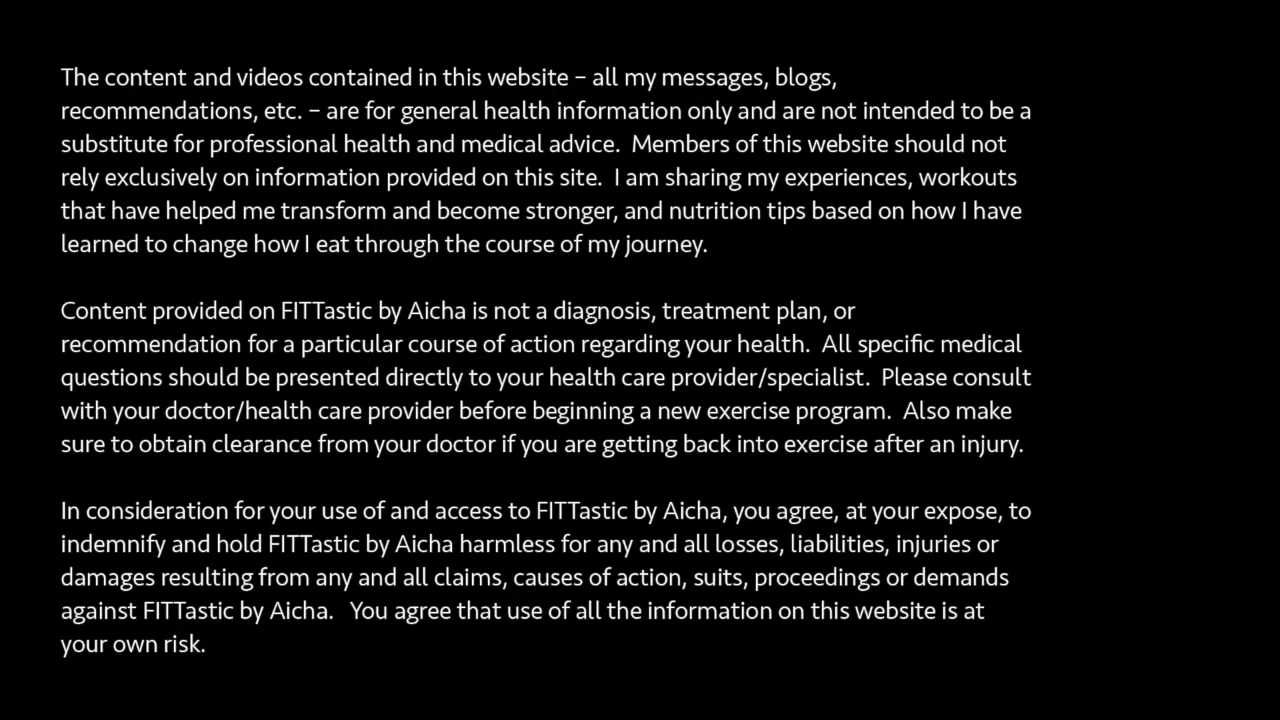 The content and videos contained in this website – all my messages, blogs,
recommendations, etc. – are for general health information only and are not intended to be a
substitute for professional health and medical advice.  Members of this website should not
rely exclusively on information provided on this site.  I am sharing my experiences, workouts
that have helped me transform and become stronger, and nutrition tips based on how I have
learned to change how I eat through the course of my journey.
Content provided on FITTastic by Aicha is not a diagnosis, treatment plan, or
recommendation for a particular course of action regarding your health.  All specific medical
questions should be presented directly to your health care provider/specialist.  Please consult
with your doctor/health care provider before beginning a new exercise program.  Also make
sure to obtain clearance from your doctor if you are getting back into exercise after an injury.
In consideration for your use of and access to FITTastic by Aicha, you agree, at your expose, to
indemnify and hold FITTastic by Aicha harmless for any and all losses, liabilities, injuries or
damages resulting from any and all claims, causes of action, suits, proceedings or demands
against FITTastic by Aicha.   You agree that use of all the information on this website is at
your own risk.